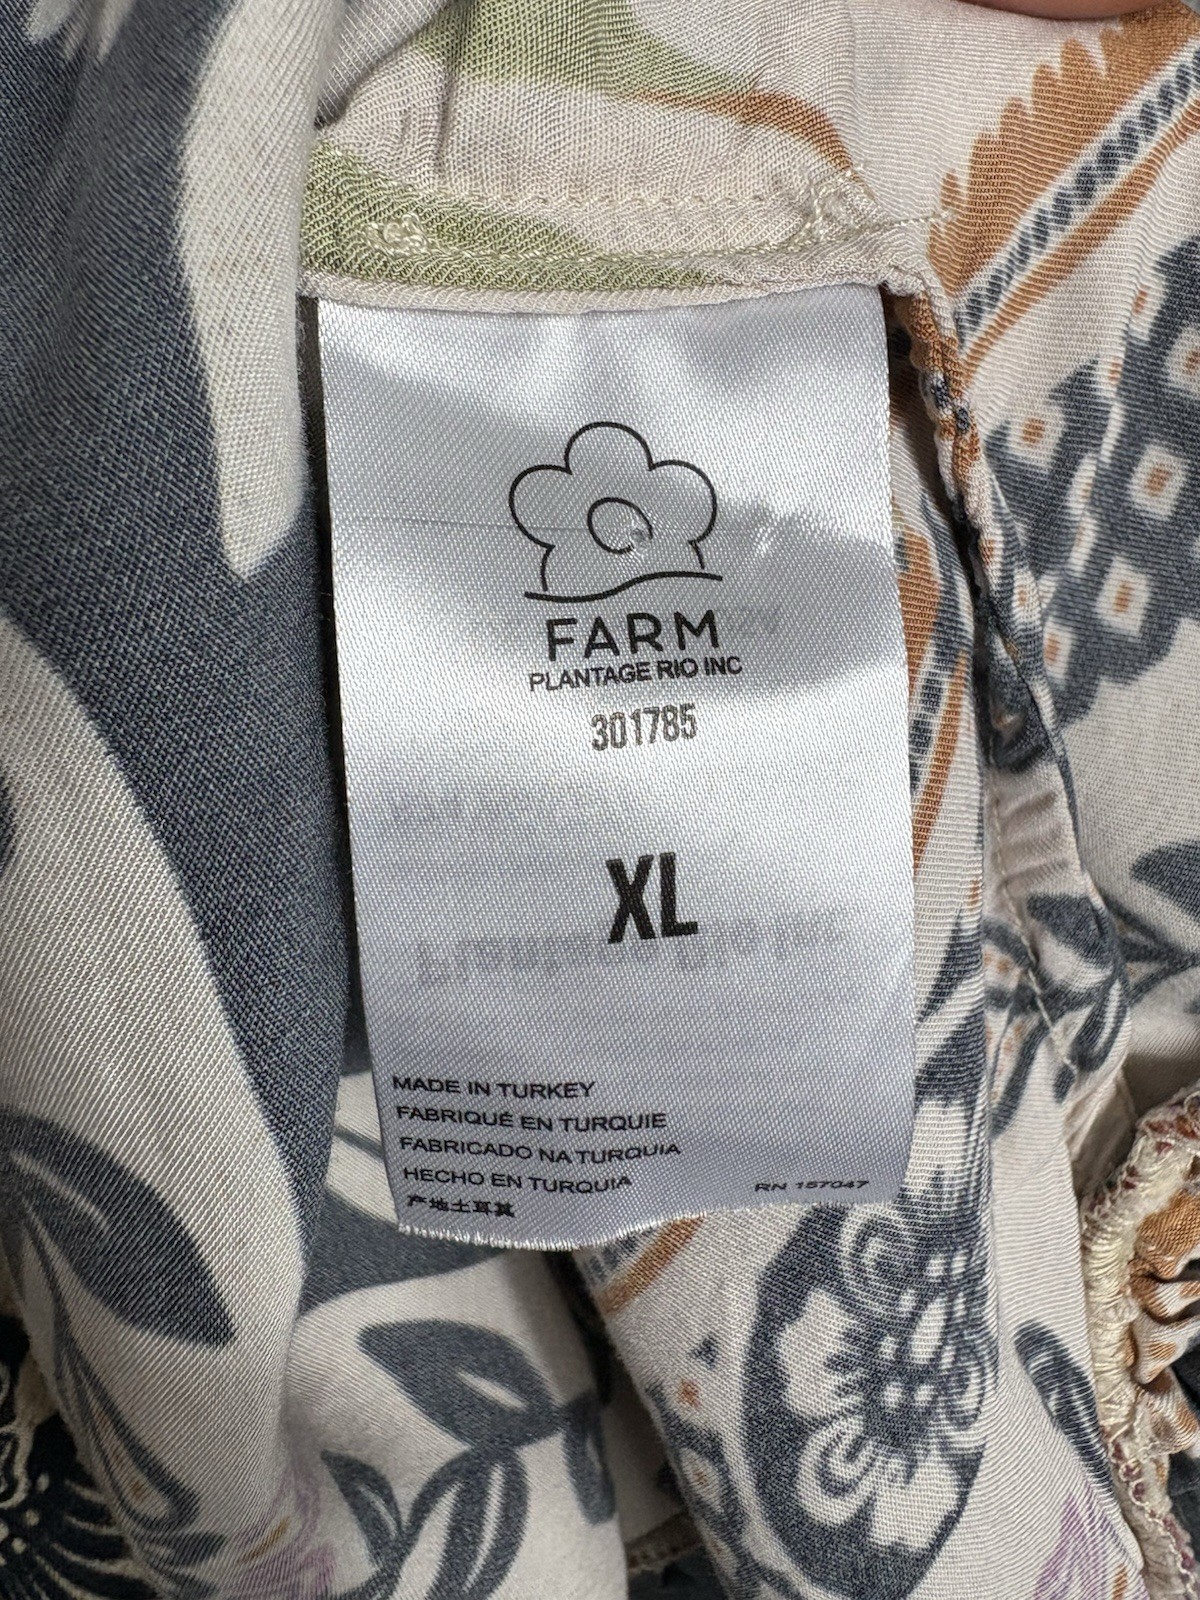 FARM
PLANTAGE RIO INC
301785
XL
MADE IN TURKEY
FABRIQUÉ EN TURQUIE
FABRICADO NA TURQUIA
HECHO EN TURQUIA
产地土耳其
RN 157047